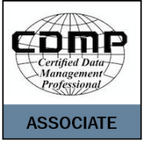 CDMP
Certified Data
Management
Professional
ASSOCIATE